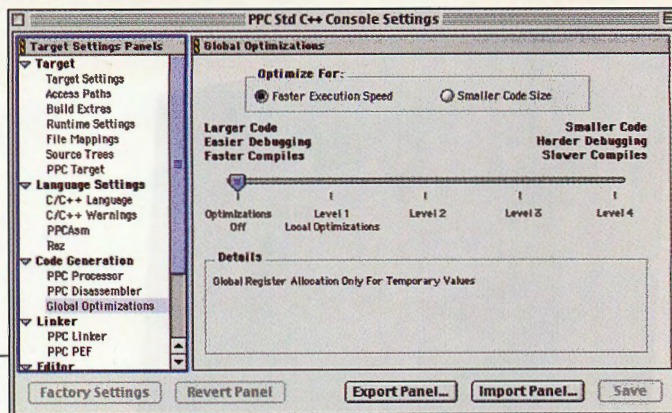 PPC Std C++ Console Settings
Target Settings Panels
Target
Target Settings
Access Paths
Build Extras
Runtime Settings
File Mappings
Source Trees
PPC Target
Language Settings
C/C++ Language
C/C++ Warnings
PPCAsm
Rez
Code Generation
PPC Processor
PPC Disassembler
Global Optimizations
Linker
PPC Linker
PPC PEF
Editor
Global Optimizations
Optimize For:
Faster Execution Speed
Smaller Code Size
Larger Code
Easier Debugging
Faster Compiles
Smaller Code
Harder Debugging
Slower Compiles
Optimizations Off
Level 1 Local Optimizations
Level 2
Level 3
Level 4
Details
Global Register Allocation Only For Temporary Values
Factory Settings
Revert Panel
Export Panel...
Import Panel...
Save